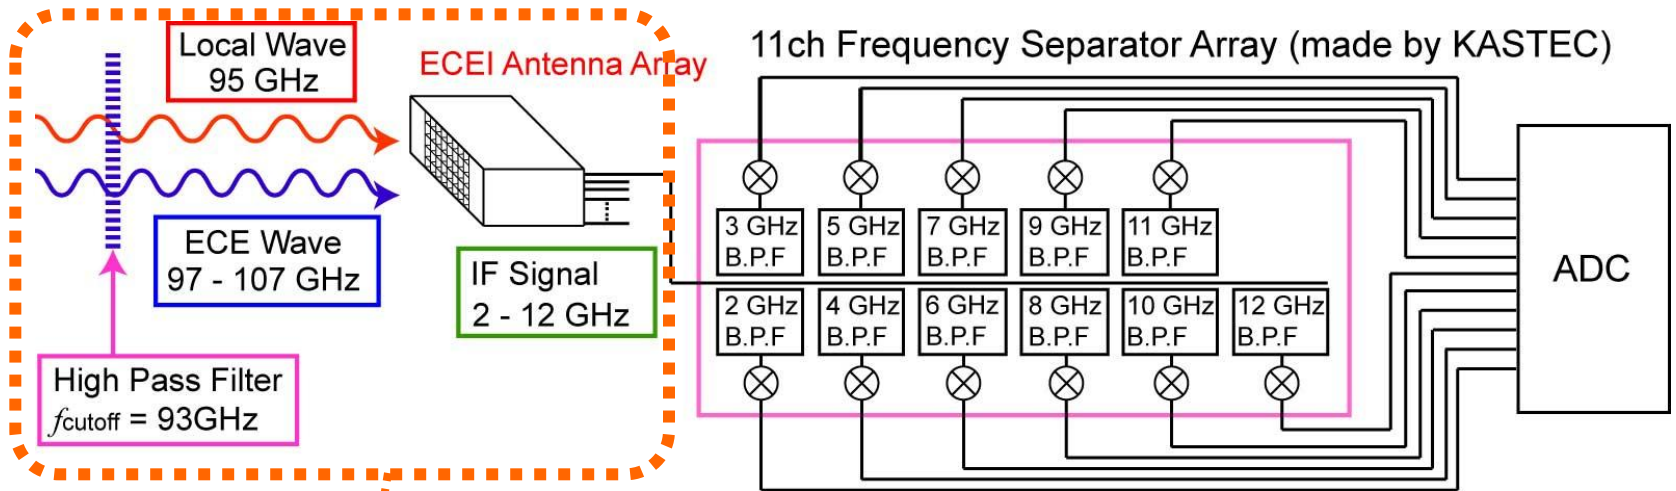 Local Wave
95 GHz
ECEI Antenna Array
11ch Frequency Separator Array (made by KASTEC)
ECE Wave
97 - 107 GHz
IF Signal
2 - 12 GHz
High Pass Filter
fcutoff = 93GHz
3 GHz
B.P.F
5 GHz
B.P.F
7 GHz
B.P.F
9 GHz
B.P.F
11 GHz
B.P.F
2 GHz
B.P.F
4 GHz
B.P.F
6 GHz
B.P.F
8 GHz
B.P.F
10 GHz
B.P.F
12 GHz
B.P.F
ADC